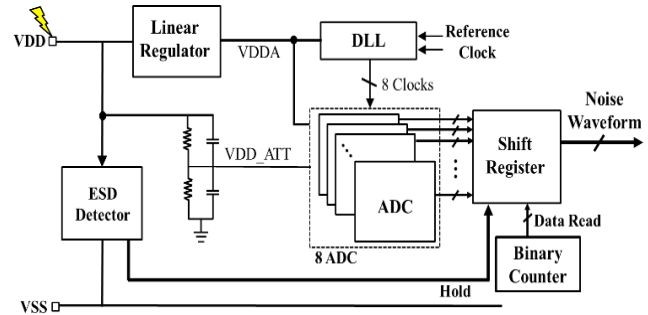 Linear
Regulator
VDD
VDDA
DLL
Reference
Clock
8 Clocks
Noise
Waveform
Shift
Register
VDD_ATT
ESD
Detector
ADC
Data Read
8 ADC
Binary
Counter
Hold
VSS